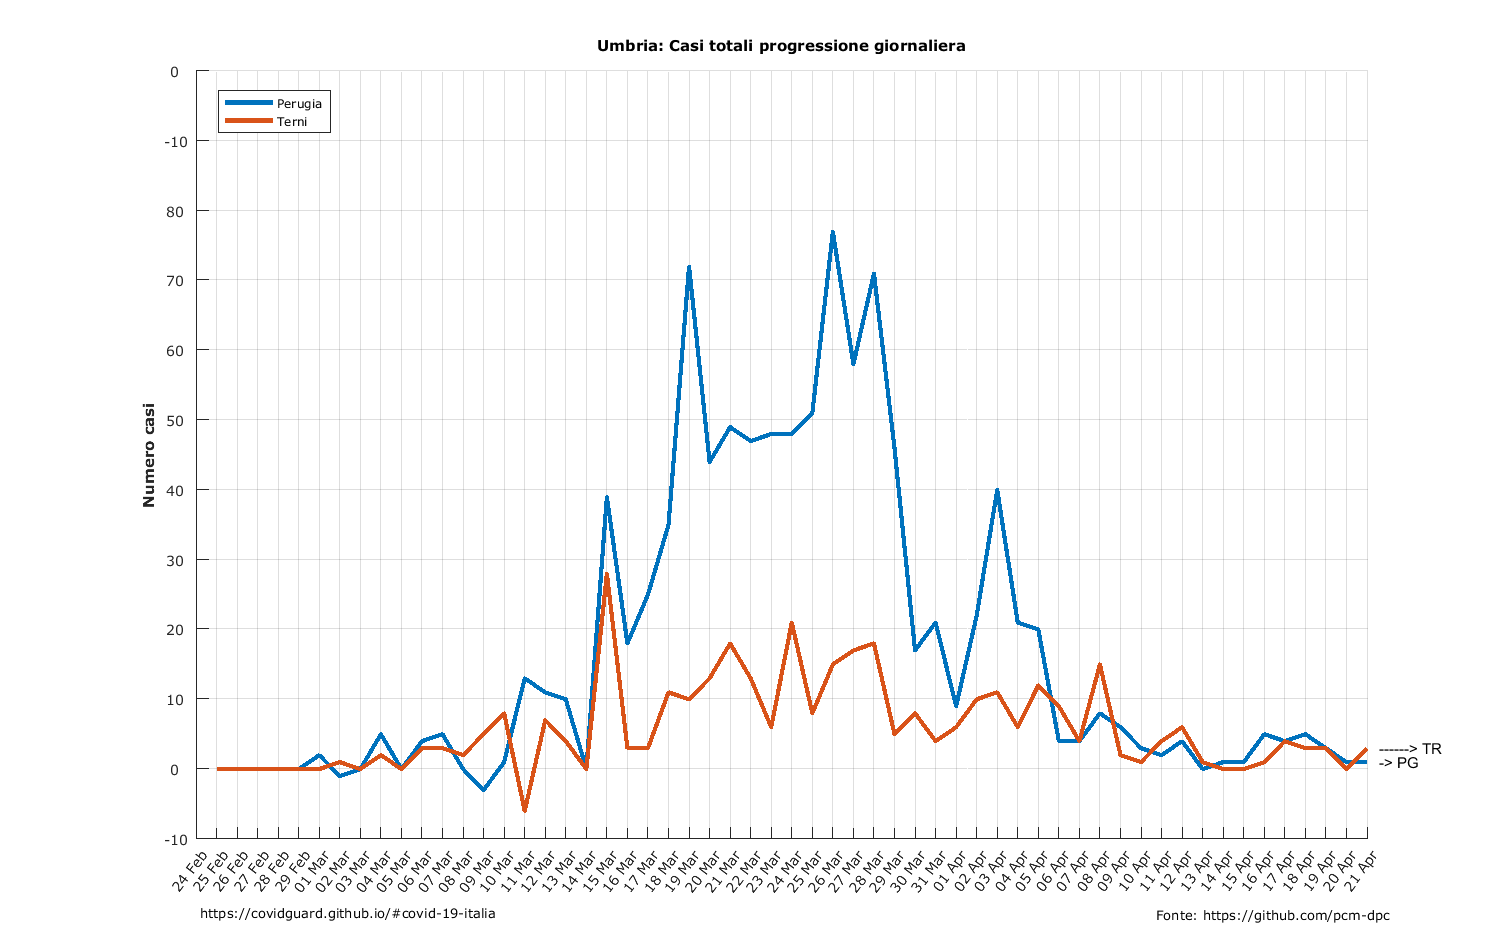 Umbria: Casi totali progressione giornaliera
0
-10
80
70
60
50
40
30
20
10
0
-10
Numero casi
Perugia
Terni
------> TR
-> PG
24 Feb
25 Feb
26 Feb
27 Feb
28 Feb
29 Feb
01 Mar
02 Mar
03 Mar
04 Mar
05 Mar
06 Mar
07 Mar
08 Mar
09 Mar
10 Mar
11 Mar
12 Mar
13 Mar
14 Mar
15 Mar
16 Mar
17 Mar
18 Mar
19 Mar
20 Mar
21 Mar
22 Mar
23 Mar
24 Mar
25 Mar
26 Mar
27 Mar
28 Mar
29 Mar
30 Mar
31 Mar
01 Apr
02 Apr
03 Apr
04 Apr
05 Apr
06 Apr
07 Apr
08 Apr
09 Apr
10 Apr
11 Apr
12 Apr
13 Apr
14 Apr
15 Apr
16 Apr
17 Apr
18 Apr
19 Apr
20 Apr
21 Apr
https://covidguard.github.io/#covid-19-italia
Fonte: https://github.com/pcm-dpc